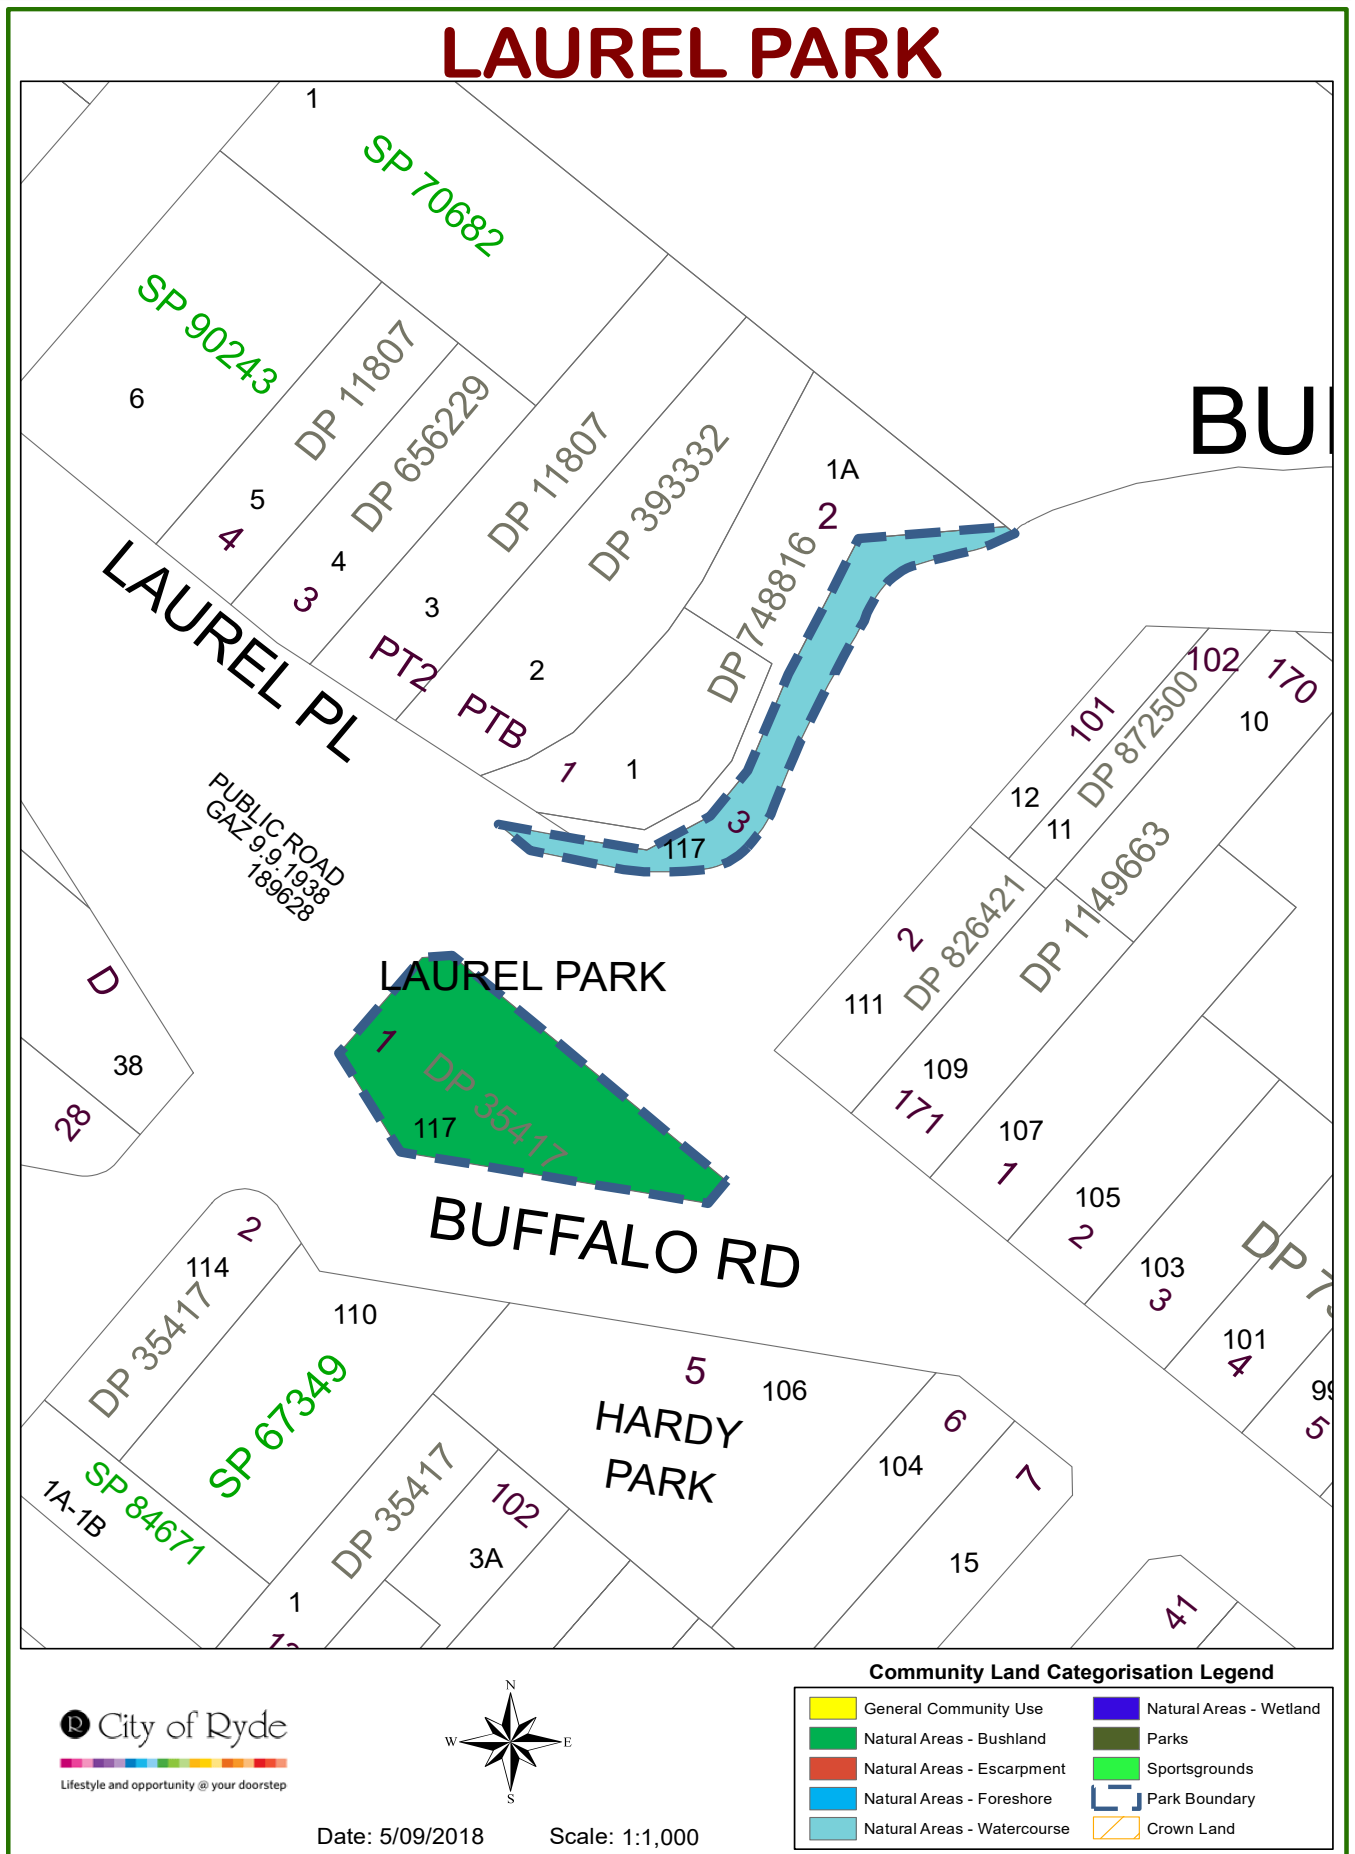 LAUREL PARK
1
SP 70682
SP 90243
6
DP 11807
5
4
DP 656229
4
3
DP 11807
3
PT2
DP 393332
2
PTB
1A
2
DP 748816
1
1
3
117
BU
LAUREL PL
PUBLIC ROAD
GAZ 9.9.1938
189628
102
170
101
DP 872500
10
12
11
DP 1149663
2
DP 826421
111
109
171
107
1
105
2
103
3
DP 7
101
4
99
5
D
38
28
LAUREL PARK
1
DP 35417
117
BUFFALO RD
2
114
DP 35417
110
SP 67349
SP 84671
1A-1B
5
106
HARDY
PARK
6
104
7
15
DP 35417
102
3A
1
41
Community Land Categorisation Legend
General Community Use
Natural Areas - Bushland
Natural Areas - Escarpment
Natural Areas - Foreshore
Natural Areas - Watercourse
Natural Areas - Wetland
Parks
Sportsgrounds
Park Boundary
Crown Land
R City of Ryde
Lifestyle and opportunity @ your doorstep
N
W
E
S
Date: 5/09/2018
Scale: 1:1,000